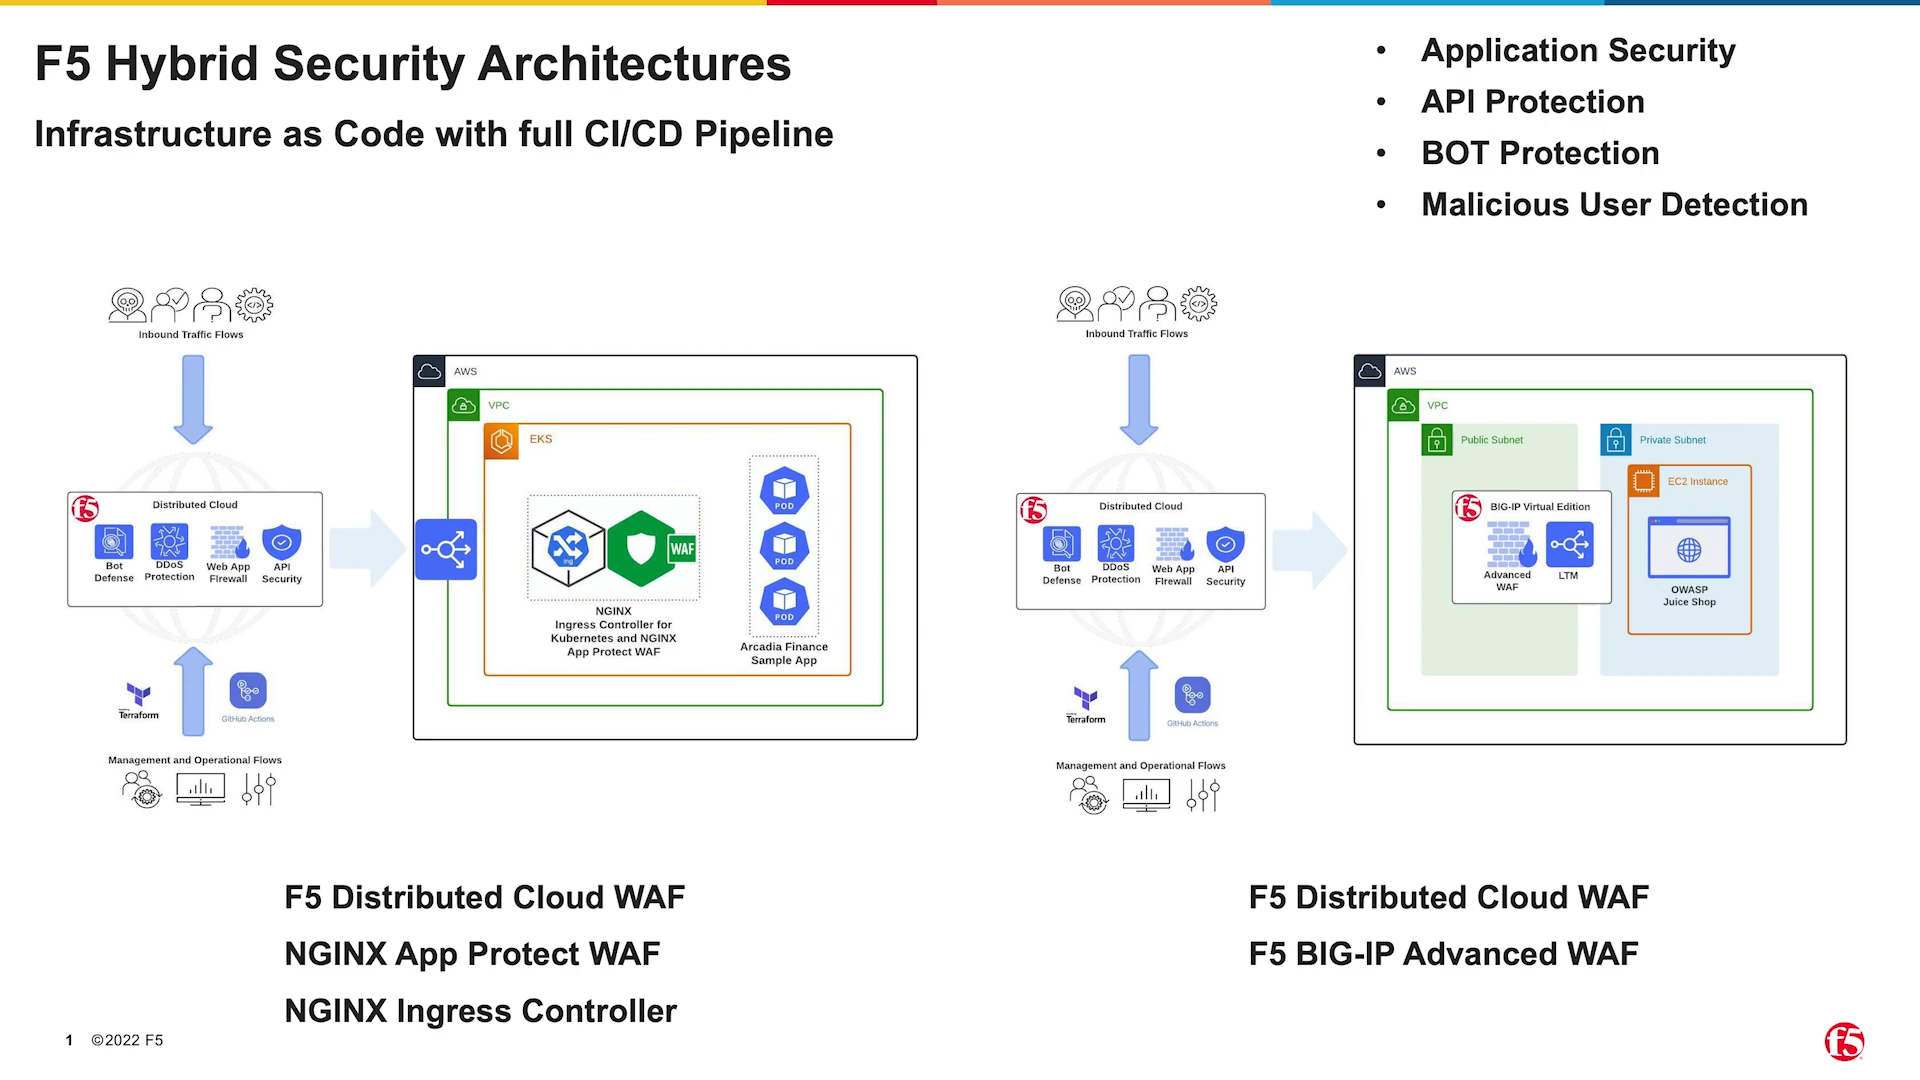 F5 Hybrid Security Architectures
Infrastructure as Code with full CI/CD Pipeline
• Application Security
• API Protection
• BOT Protection
• Malicious User Detection
Inbound Traffic Flows
f5
Distributed Cloud
Bot
Defense
DDoS
Protection
Web App
FIrewall
API
Security
Terraform
GitHub Actions
Management and Operational Flows
AWS
VPC
EKS
ing
WAF
NGINX
Ingress Controller for
Kubernetes and NGINX
App Protect WAF
POD
POD
POD
Arcadia Finance
Sample App
Inbound Traffic Flows
f5
Distributed Cloud
Bot
Defense
DDoS
Protection
Web App
FIrewall
API
Security
Terraform
GitHub Actions
Management and Operational Flows
AWS
VPC
Public Subnet
f5
BIG-IP Virtual Edition
Advanced
WAF
LTM
Private Subnet
EC2 Instance
OWASP
Juice Shop
F5 Distributed Cloud WAF
NGINX App Protect WAF
NGINX Ingress Controller
F5 Distributed Cloud WAF
F5 BIG-IP Advanced WAF
1 ©2022 F5
f5